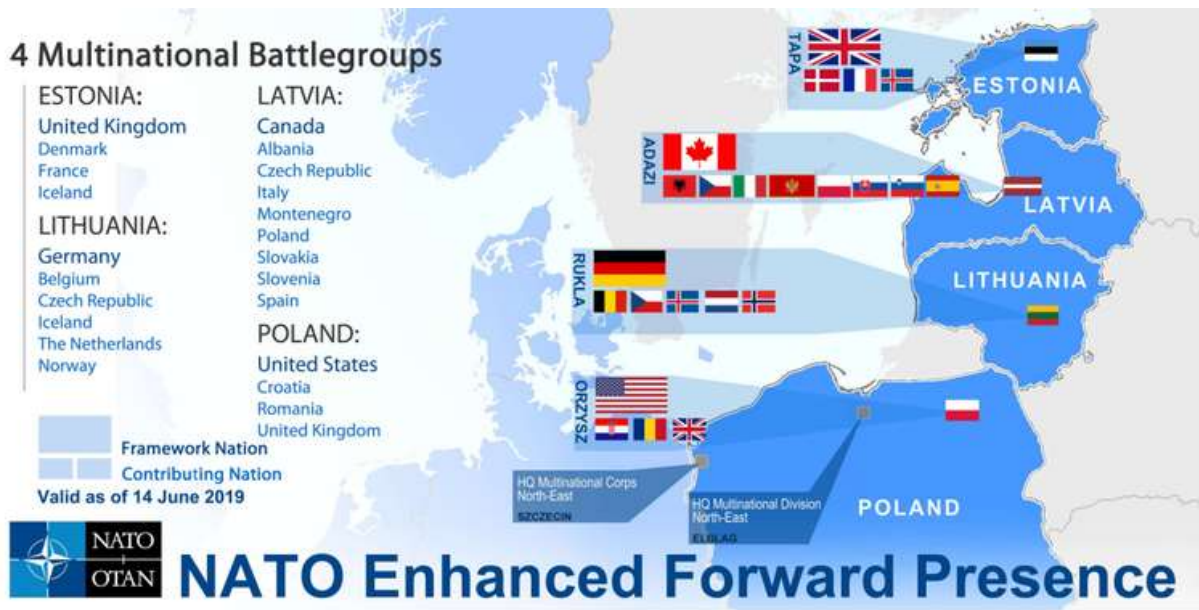 4 Multinational Battlegroups
ESTONIA:
United Kingdom
Denmark
France
Iceland
LITHUANIA:
Germany
Belgium
Czech Republic
Iceland
The Netherlands
Norway
LATVIA:
Canada
Albania
Czech Republic
Italy
Montenegro
Poland
Slovakia
Slovenia
Spain
POLAND:
United States
Croatia
Romania
United Kingdom
Framework Nation
Contributing Nation
Valid as of 14 June 2019
TAPA
ESTONIA
ADAZI
LATVIA
RUKLA
LITHUANIA
ORZYSZ
HQ Multinational Corps
North-East
SZCZECIN
HQ Multinational Division
North-East
ELBLAG
POLAND
NATO
OTAN
NATO Enhanced Forward Presence